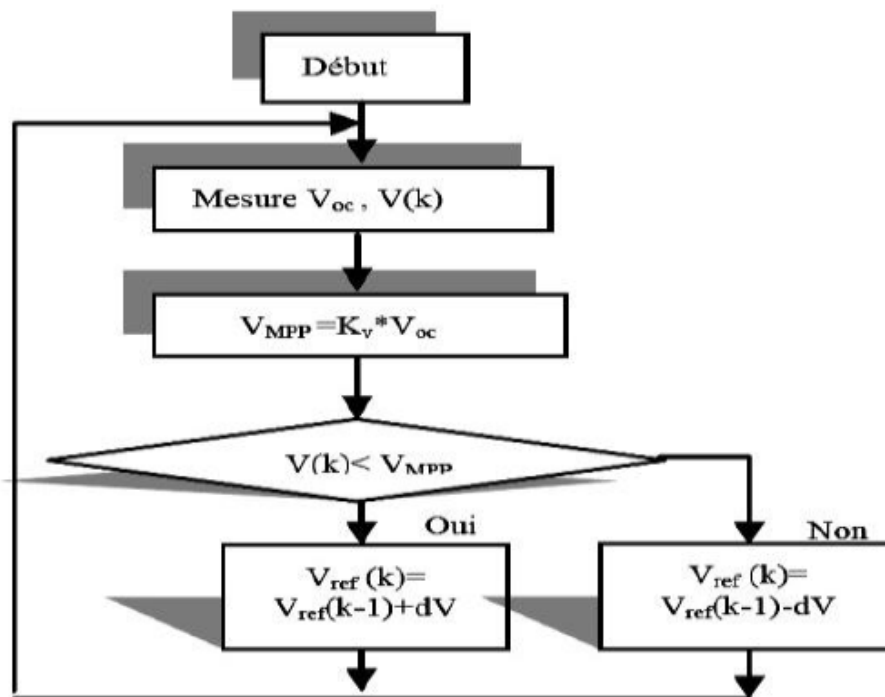 Début
Mesure V_oc , V(k)
V_MPP =K_v*V_oc
V(k)< V_MPP
Oui
Non
V_ref (k)=
V_ref(k-1)+dV
V_ref (k)=
V_ref(k-1)-dV